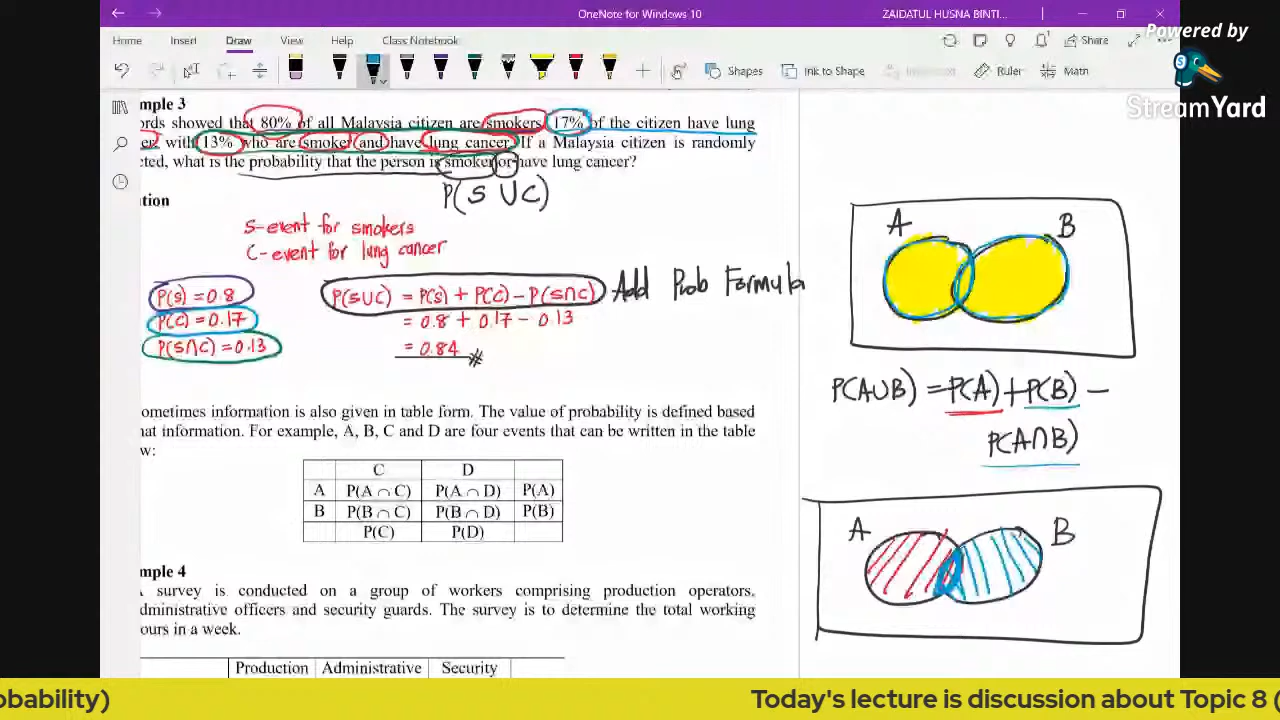 OneNote for Windows 10
ZAIDATUL HUSNA BINTI...
Powered by
StreamYard
Home Insert Draw View Help Class Notebook
Share
Shapes Ink to Shape Ruler Math
mple 3
ords showed that 80% of all Malaysia citizen are smokers 17% of the citizen have lung
er with 13% who are smoker and have lung cancer. If a Malaysia citizen is randomly
cted, what is the probability that the person is smoker or have lung cancer?
P(S ∪ C)
tion
S-event for smokers
C-event for lung cancer
P(S) = 0.8
P(C) = 0.17
P(S∩C) = 0.13
P(S∪C) = P(S) + P(C) - P(S∩C) Add Prob Formula
= 0.8 + 0.17 - 0.13
= 0.84 #
A B
P(A∪B) = P(A) + P(B) -
P(A∩B)
A B
ometimes information is also given in table form. The value of probability is defined based
hat information. For example, A, B, C and D are four events that can be written in the table
w:
C D
A P(A ∩ C) P(A ∩ D) P(A)
B P(B ∩ C) P(B ∩ D) P(B)
P(C) P(D)
mple 4
survey is conducted on a group of workers comprising production operators,
dministrative officers and security guards. The survey is to determine the total working
ours in a week.
Production Administrative Security
obability) Today's lecture is discussion about Topic 8 (